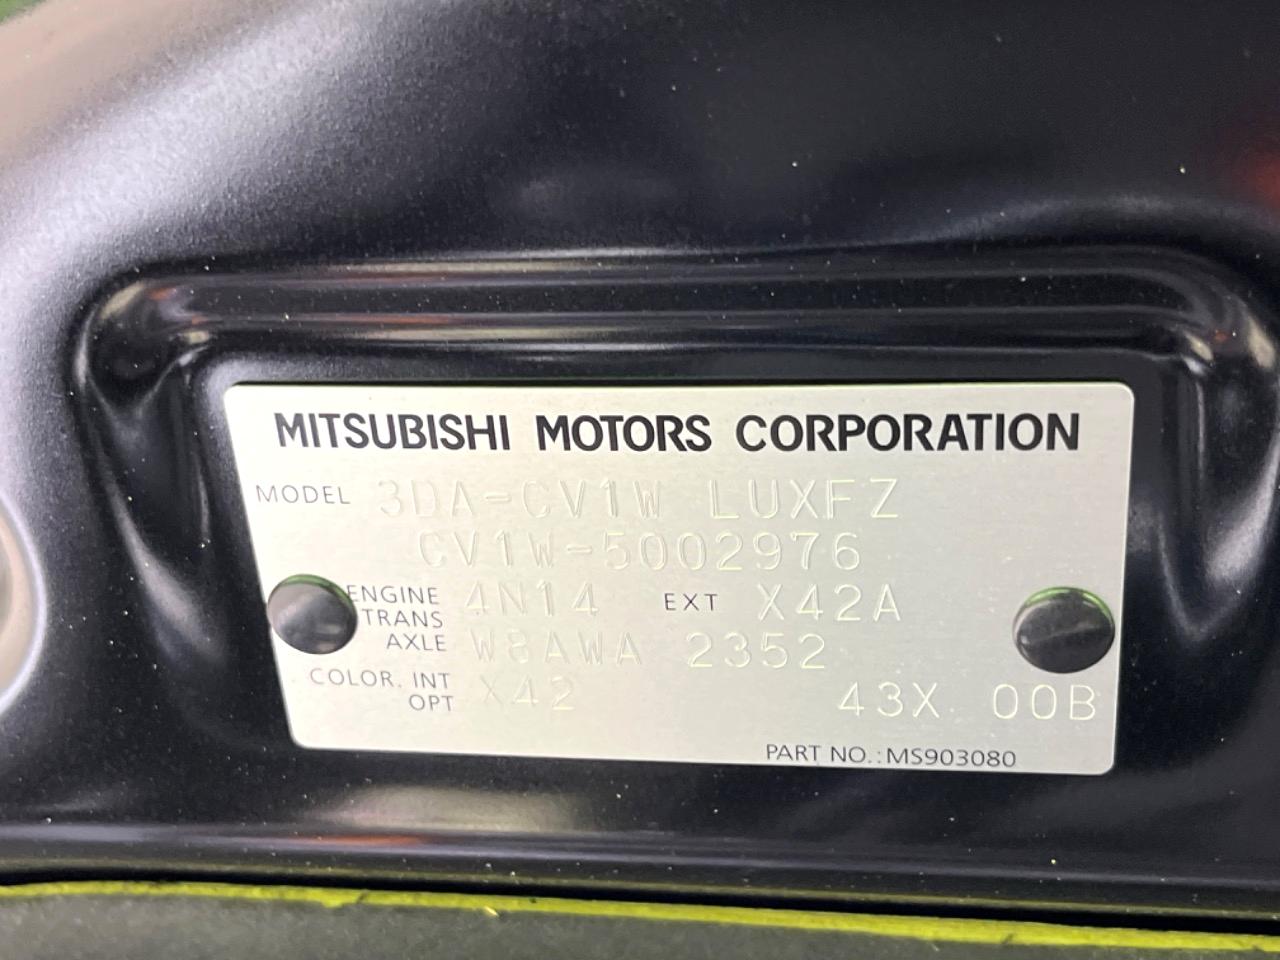 MITSUBISHI MOTORS CORPORATION
MODEL 3DA-CV1W LUXFZ
CV1W-5002976
ENGINE 4N14 EXT X42A
TRANS
AXLE W8AWA 2352
COLOR. INT
OPT X42 43X 00B
PART NO.:MS903080